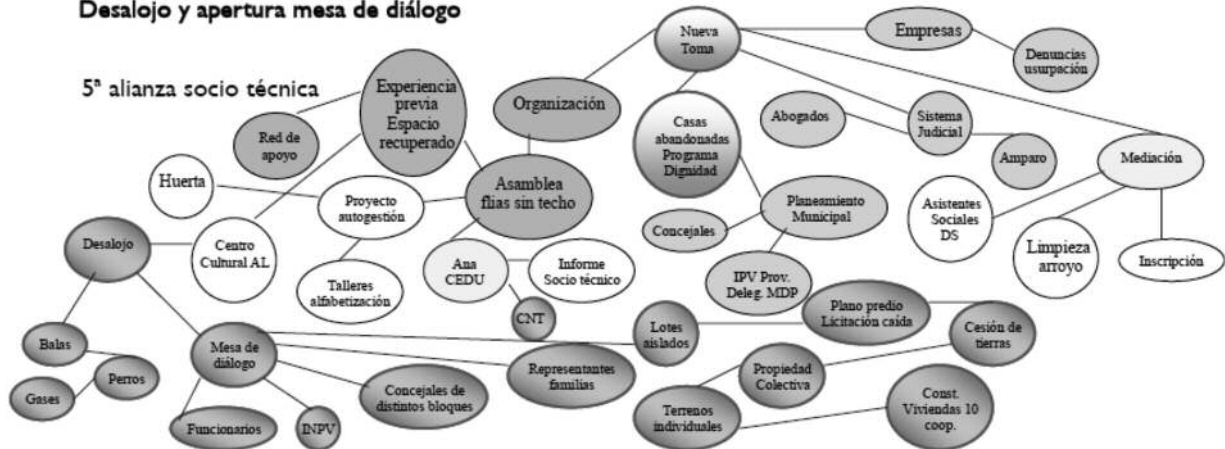 Desalojo y apertura mesa de diálogo
5ª alianza socio técnica
Nueva
Toma
Empresas
Denuncias
usurpación
Experiencia
previa
Espacio
recuperado
Organización
Red de
apoyo
Casas
abandonadas
Programa
Dignidad
Abogados
Sistema
Judicial
Amparo
Mediación
Huerta
Proyecto
autogestión
Asamblea
flias sin techo
Planeamiento
Municipal
Asistentes
Sociales
DS
Concejales
Desalojo
Centro
Cultural AL
Talleres
alfabetización
Ana
CEDU
Informe
Socio técnico
IPV Prov.
Deleg. MDP
Limpieza
arroyo
Inscripción
CNT
Lotes
aislados
Plano predio
Licitación caída
Cesión de
tierras
Balas
Perros
Gases
Mesa de
diálogo
Representantes
familias
Propiedad
Colectiva
Concejales de
distintos bloques
Terrenos
individuales
Const.
Viviendas 10
coop.
Funcionarios
INPV